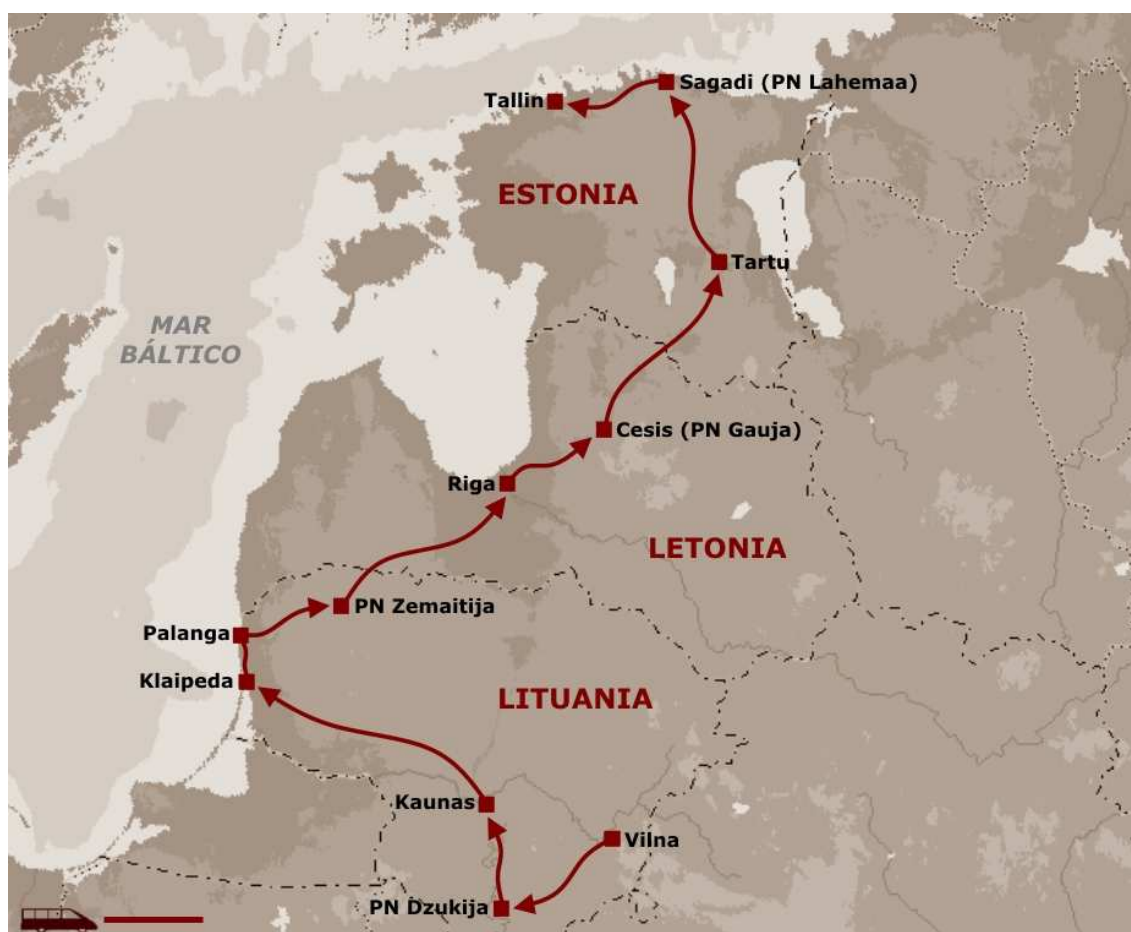 Sagadi (PN Lahemaa)
Tallin
ESTONIA
Tartu
MAR
BÁLTICO
Cesis (PN Gauja)
Riga
LETONIA
PN Zemaitija
Palanga
Klaipeda
LITUANIA
Kaunas
Vilna
PN Dzukija